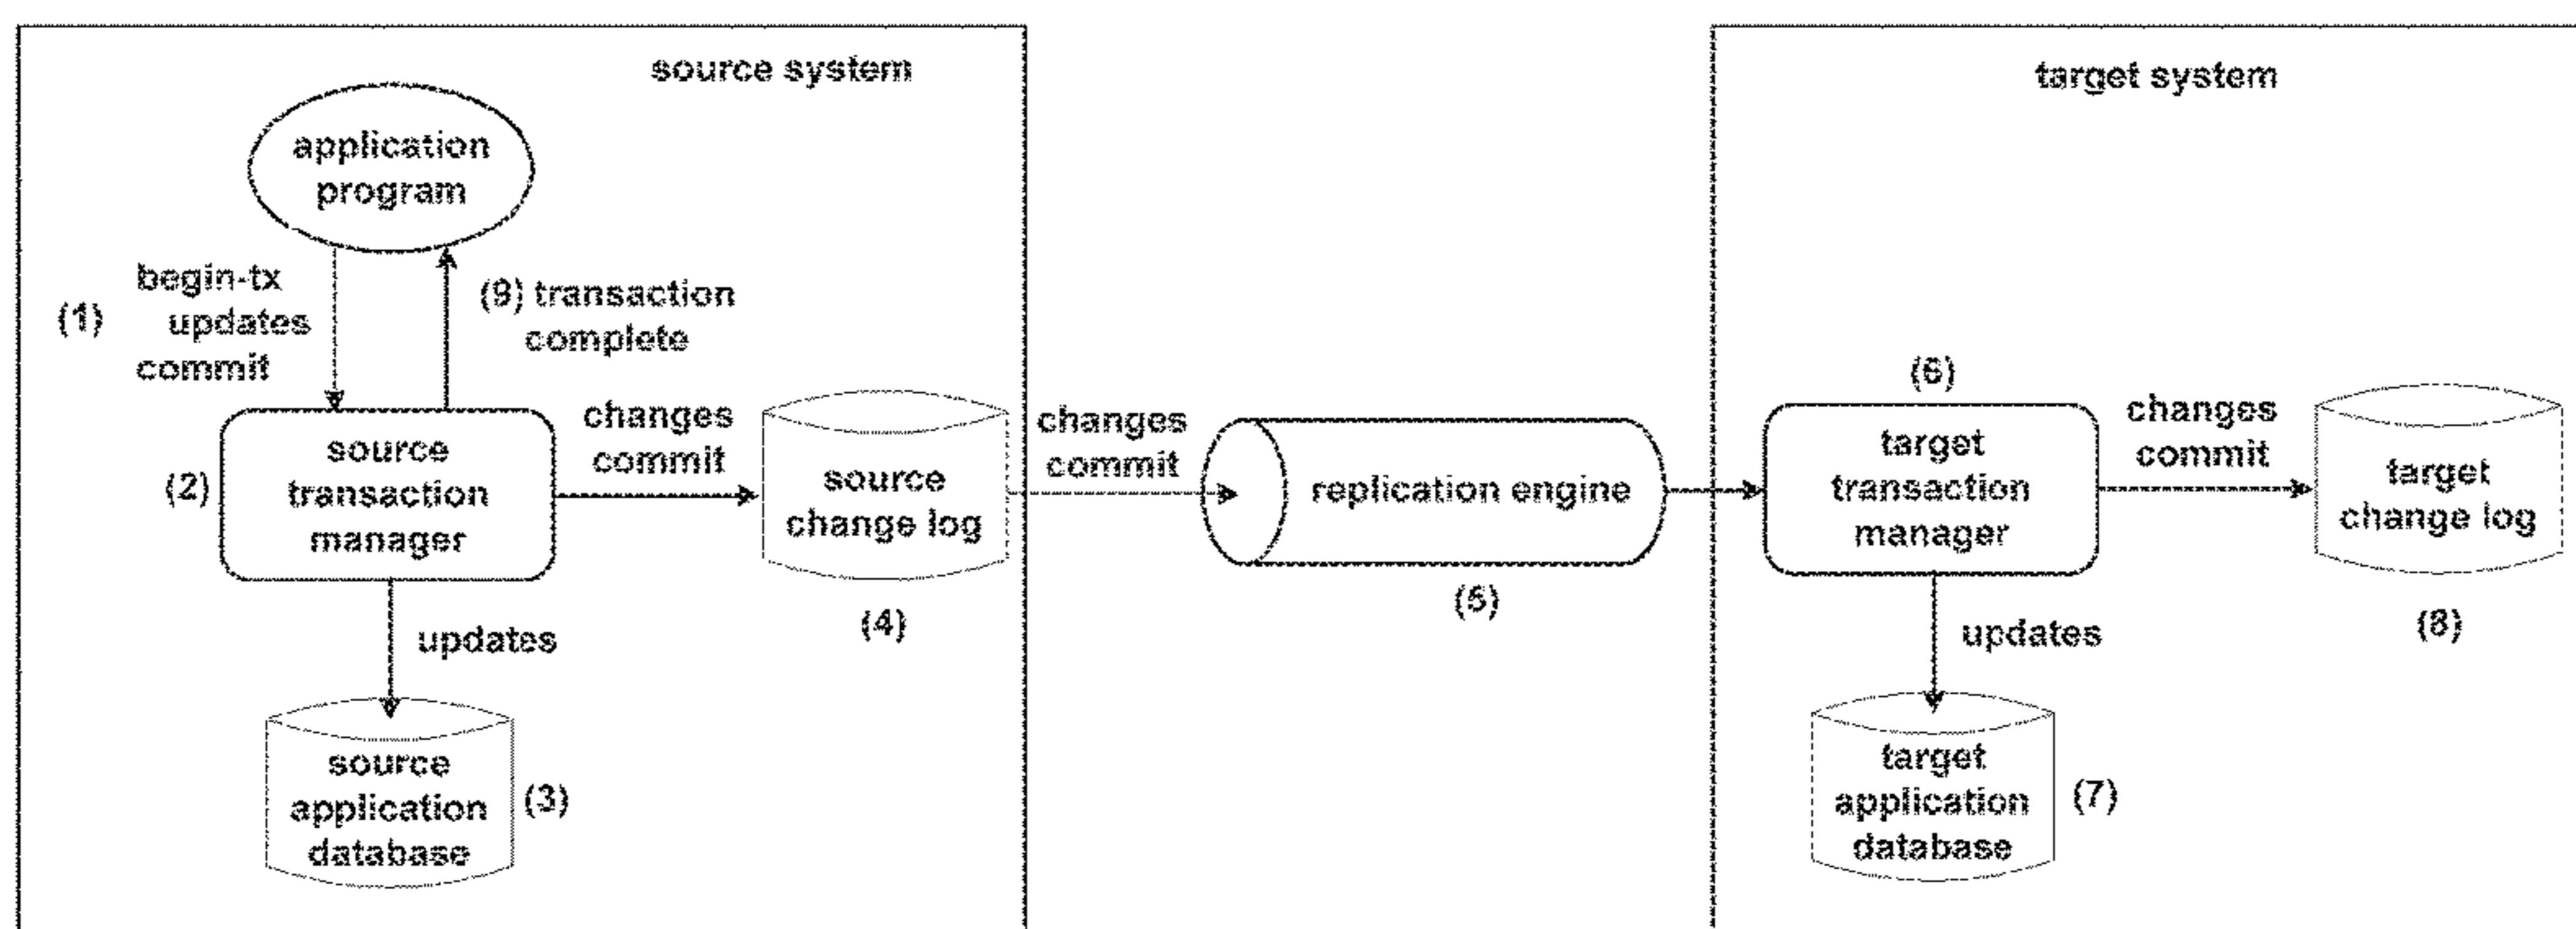 source system
application
program
(1)
begin-tx
updates
commit
(9) transaction
complete
(2)
source
transaction
manager
changes
commit
source
change log
(4)
updates
source
application
database
(3)
changes
commit
replication engine
(5)
target system
(6)
target
transaction
manager
changes
commit
target
change log
(8)
updates
target
application
database
(7)